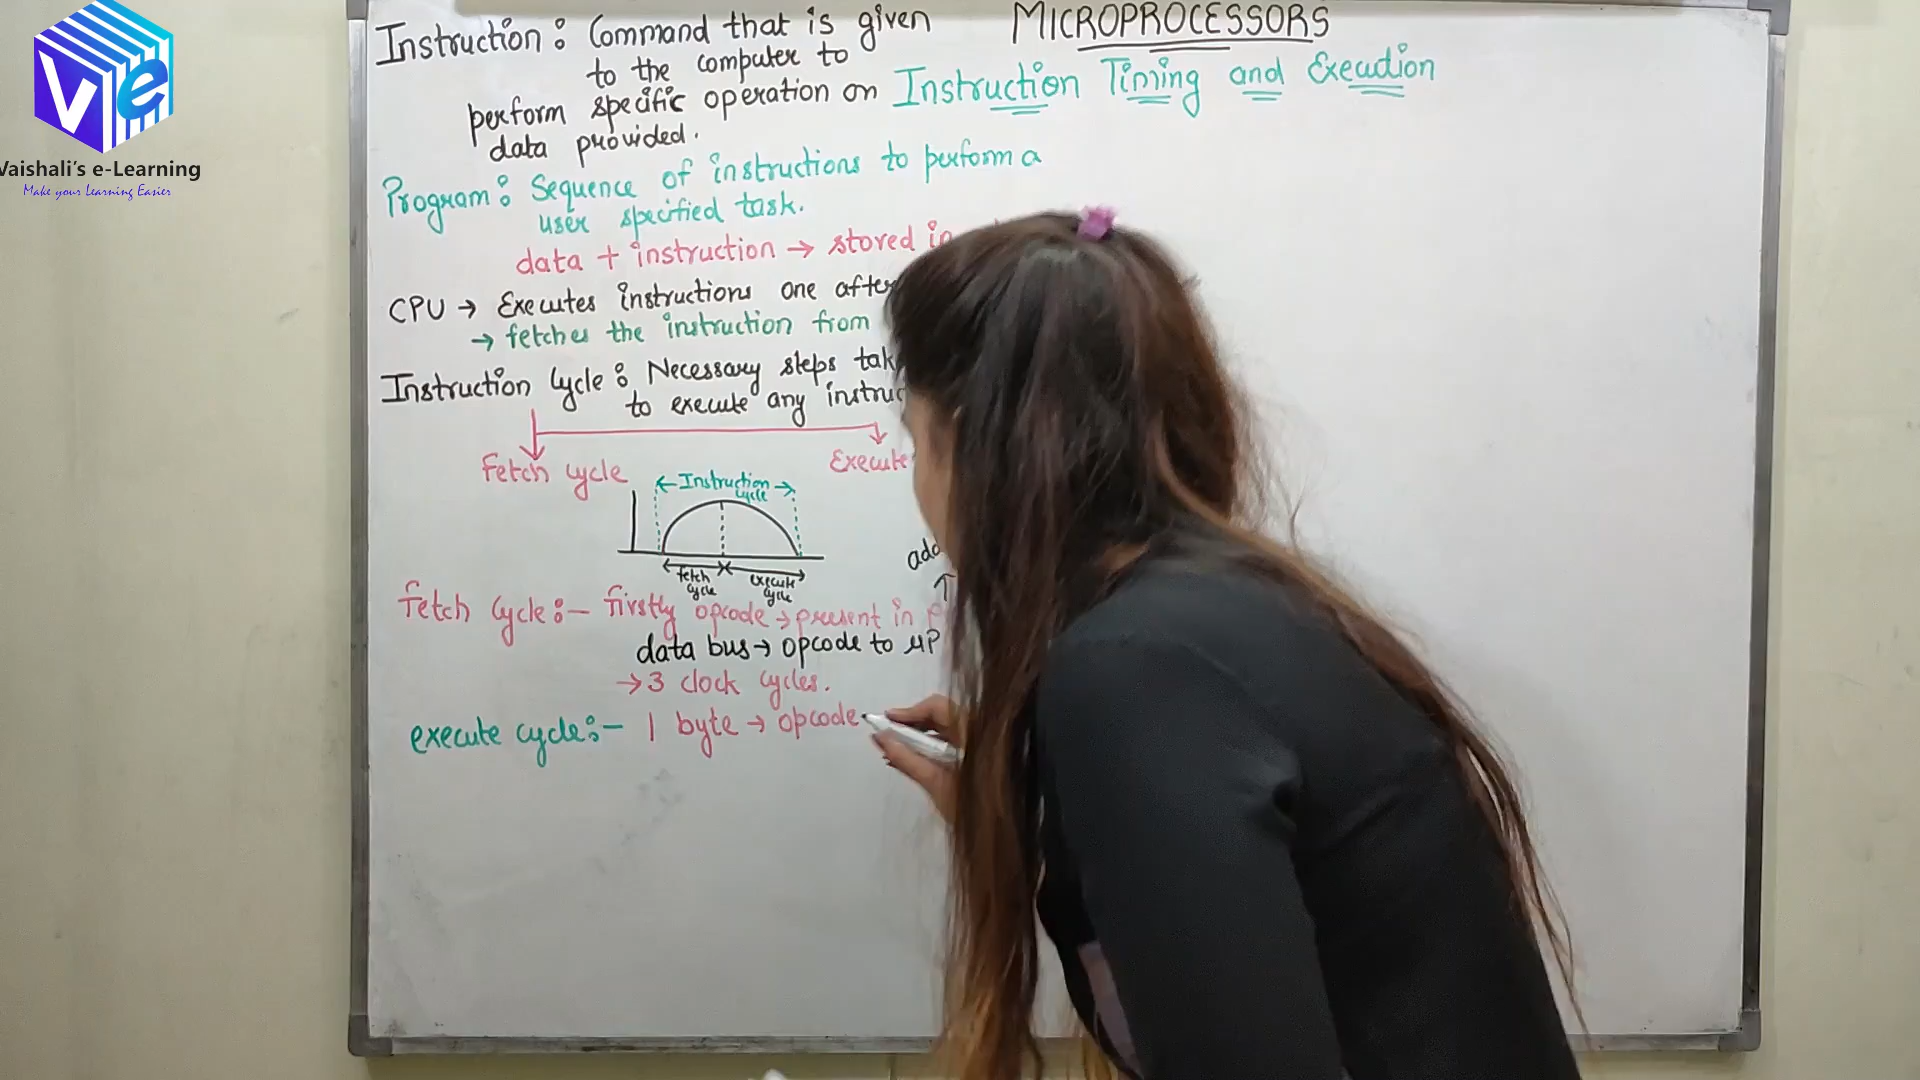 Vaishali's e-Learning
Make your Learning Easier
MICROPROCESSORS
Instruction Timing and Execution
Instruction: Command that is given
to the computer to
perform specific operation on
data provided.
Program: Sequence of instructions to perform a
user specified task.
data + instruction → stored in
CPU → Executes instructions one after
→ fetches the instruction from
Instruction Cycle: Necessary steps
to execute any
Fetch cycle Execute
← Instruction cycle →
fetch cycle execute cycle
fetch Cycle:- firstly opcode → present in
data bus → opcode to μP
→ 3 clock cycles.
execute cycle:- 1 byte → opcode